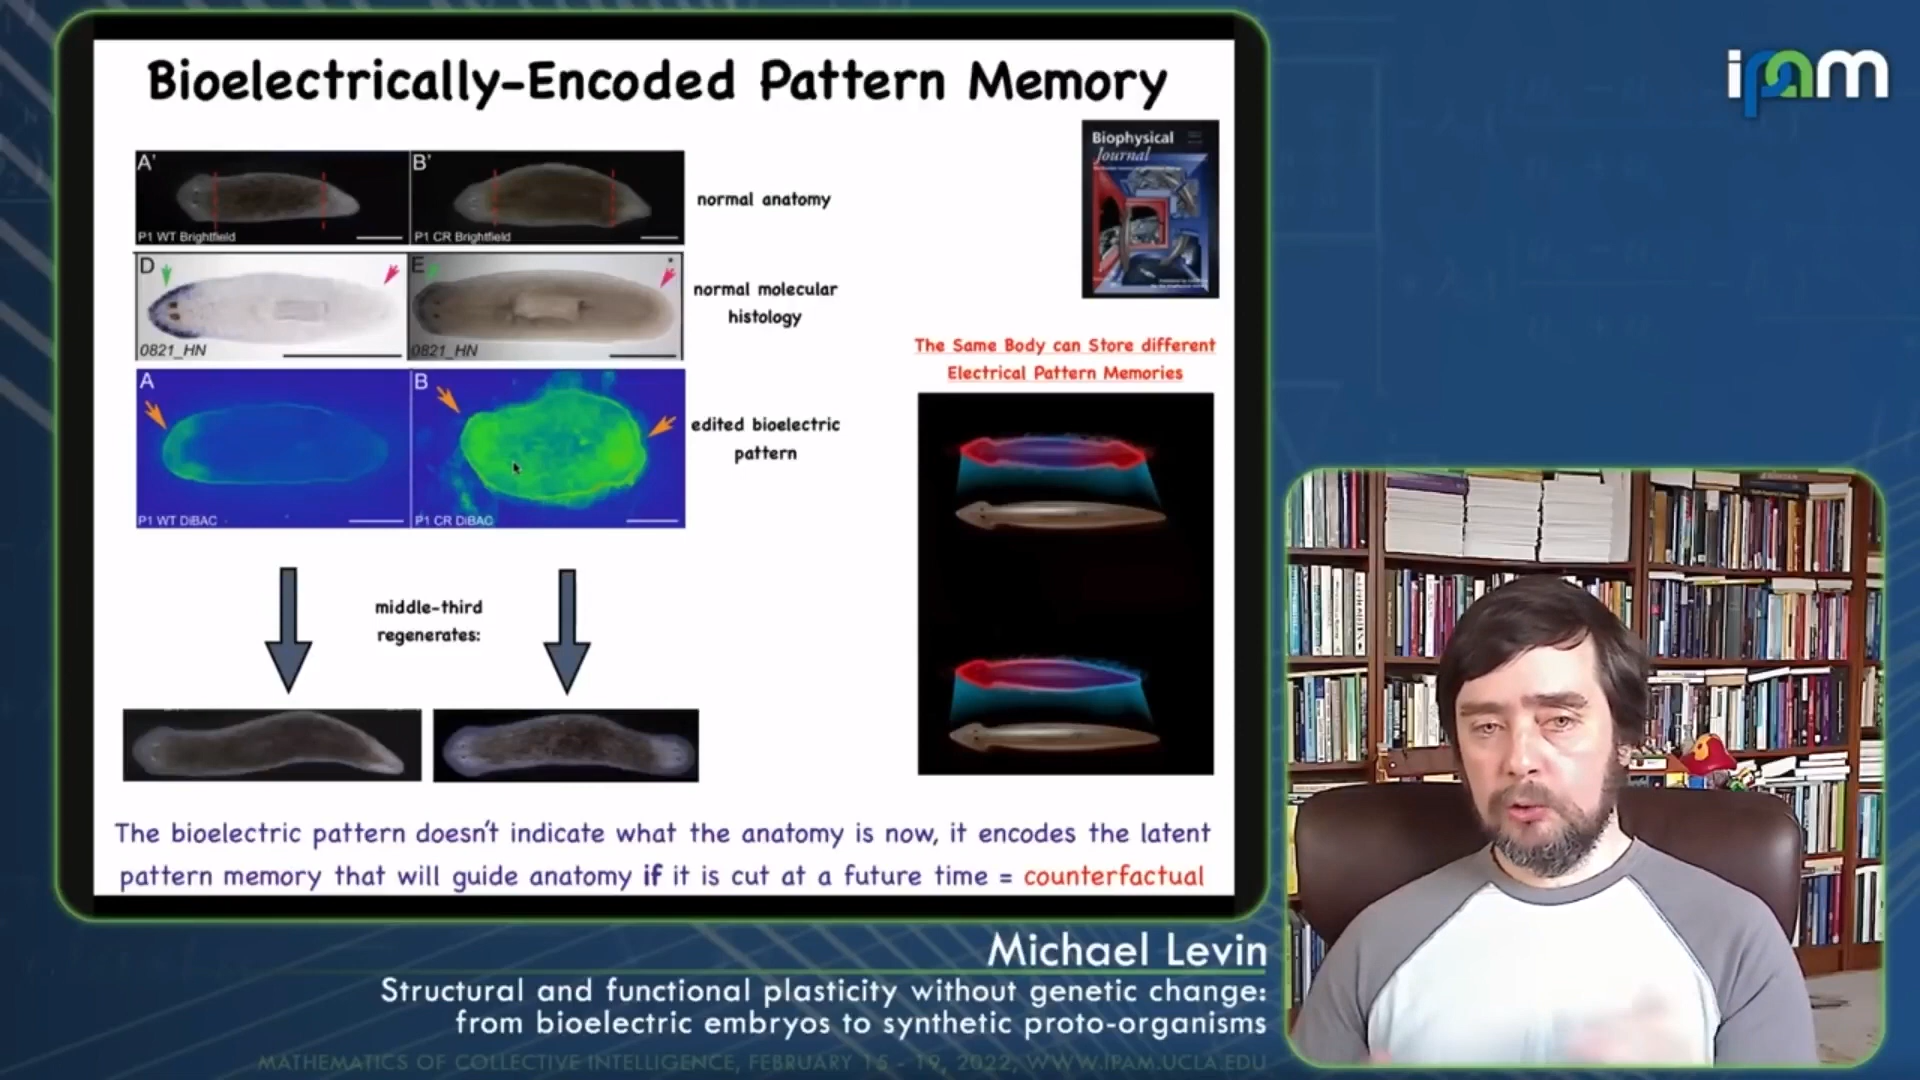 Bioelectrically-Encoded Pattern Memory
A'
P1 WT Brightfield
B'
P1 CR Brightfield
normal anatomy
D
0821_HN
E
0821_HN
normal molecular
histology
A
P1 WT DiBAC
B
P1 CR DiBAC
edited bioelectric
pattern
middle-third
regenerates:
Biophysical
Journal
The Same Body can Store different
Electrical Pattern Memories
The bioelectric pattern doesn't indicate what the anatomy is now, it encodes the latent
pattern memory that will guide anatomy if it is cut at a future time = counterfactual
ipam
Michael Levin
Structural and functional plasticity without genetic change:
from bioelectric embryos to synthetic proto-organisms
MATHEMATICS OF COLLECTIVE INTELLIGENCE, FEBRUARY 15 - 19, 2022, WWW.IPAM.UCLA.EDU